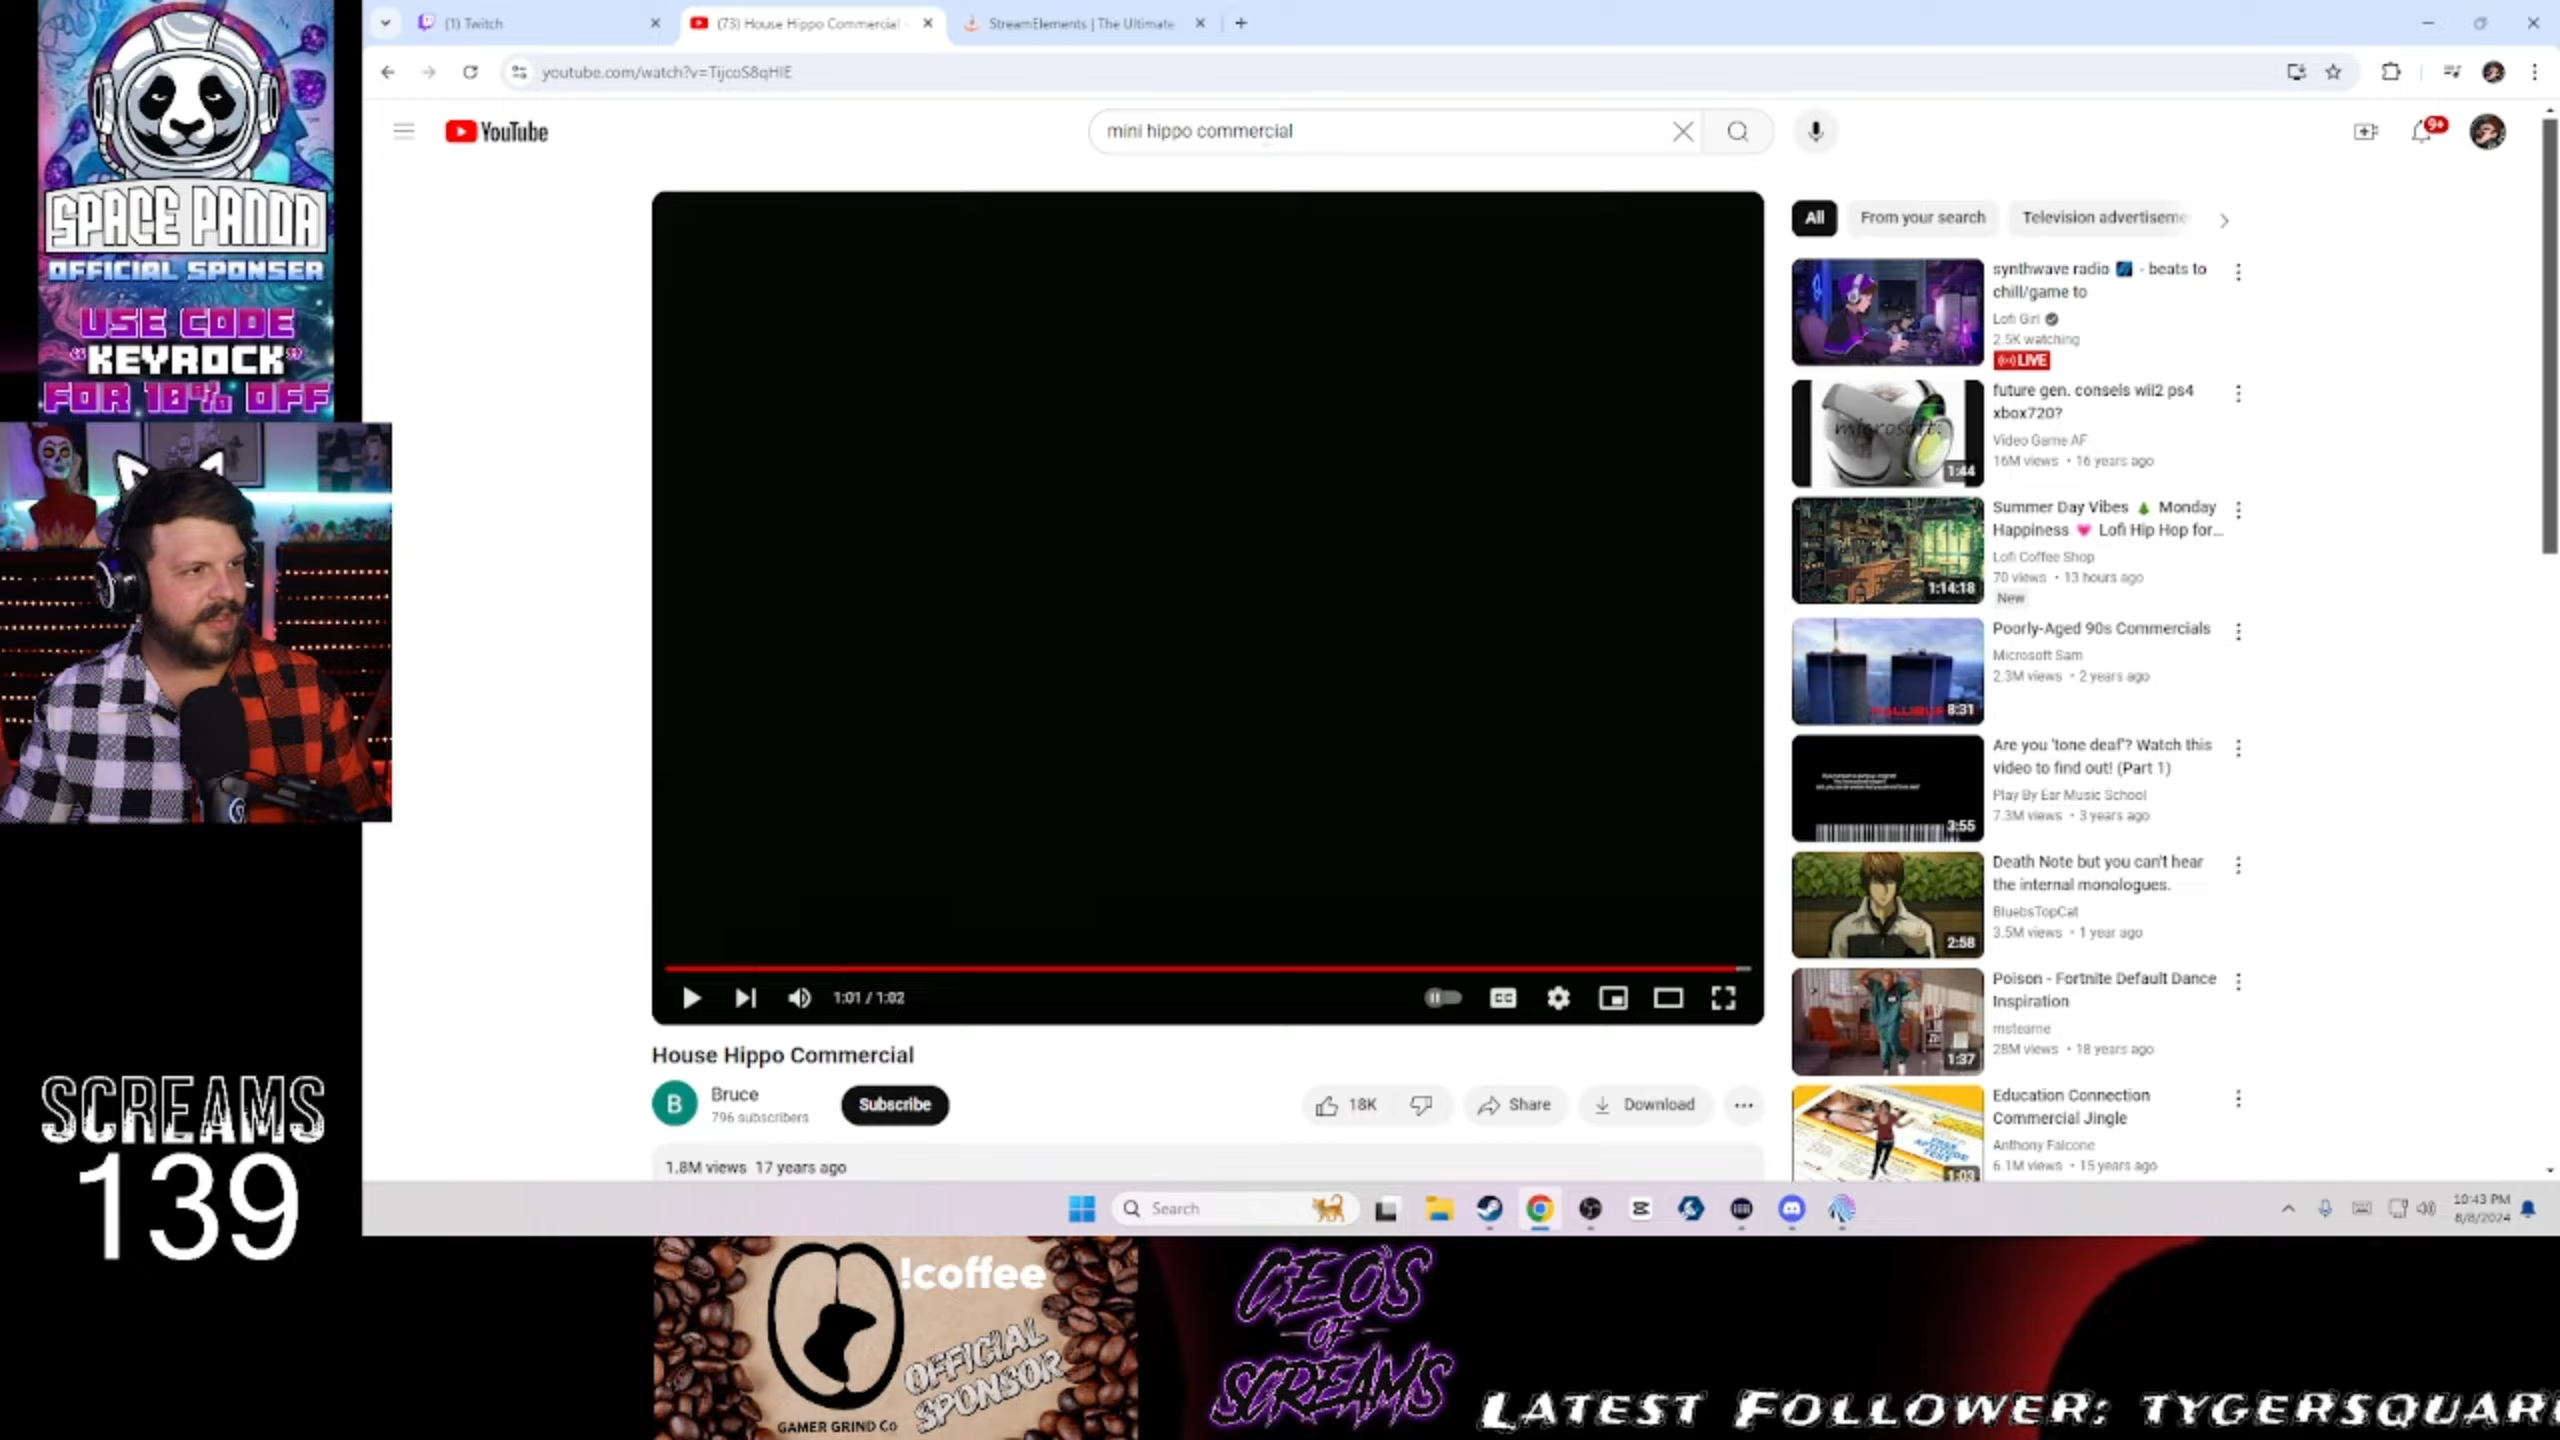 (1) Twitch
(73) House Hippo Commercial -
StreamElements | The Ultimate
youtube.com/watch?v=TijcoS8qHIE
YouTube
mini hippo commercial
9+
SPACE PANDA
OFFICIAL SPONSER
USE CODE
"KEYROCK"
FOR 10% OFF
All
From your search
Television advertiseme
synthwave radio 🌌 - beats to
chill/game to
Lofi Girl
2.5K watching
LIVE
microsoft
1:44
future gen. consels wii2 ps4
xbox720?
Video Game AF
16M views • 16 years ago
1:14:18
Summer Day Vibes 🌲 Monday
Happiness 💗 Lofi Hip Hop for...
Lofi Coffee Shop
70 views • 13 hours ago
New
8:31
Poorly-Aged 90s Commercials
Microsoft Sam
2.3M views • 2 years ago
3:55
Are you 'tone deaf'? Watch this
video to find out! (Part 1)
Play By Ear Music School
7.3M views • 3 years ago
2:58
Death Note but you can't hear
the internal monologues.
BluebsTopCat
3.5M views • 1 year ago
1:37
Poison - Fortnite Default Dance
Inspiration
mstearne
28M views • 18 years ago
1:03
Education Connection
Commercial Jingle
Anthony Falcone
6.1M views • 15 years ago
1:01 / 1:02
CC
House Hippo Commercial
B
Bruce
796 subscribers
Subscribe
18K
Share
Download
1.8M views 17 years ago
SCREAMS
139
Search
10:43 PM
8/8/2024
!coffee
OFFICIAL
SPONSOR
GAMER GRIND Co
CEO'S
OF
SCREAMS
LATEST FOLLOWER: TYGERSQUAR